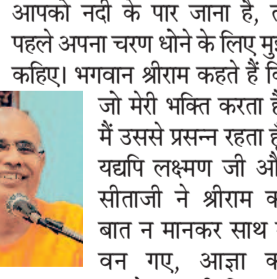 आपको नदी के पार जाना है, त
पहले अपना चरण धोने के लिए मु
कहिए। भगवान श्रीराम कहते हैं
जो मेरी भक्ति करता
मैं उससे प्रसन्न रहता
यद्यपि लक्ष्मण जी औ
सीताजी ने श्रीराम क
बात न मानकर साथ
वन गए, आज्ञा क